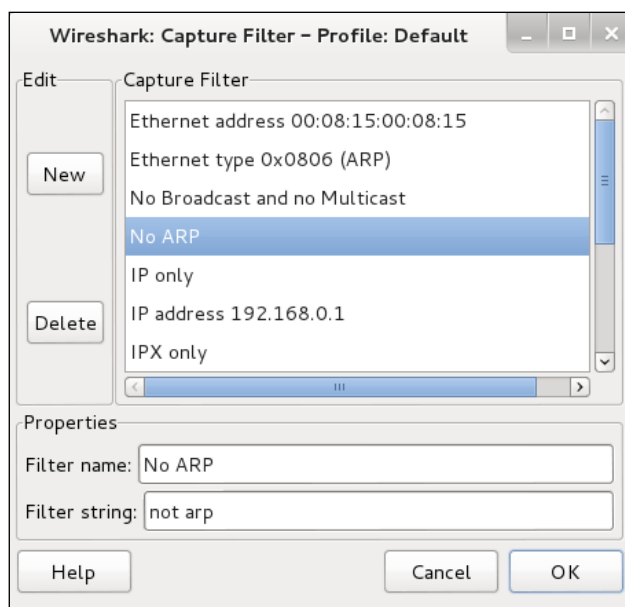 Wireshark: Capture Filter – Profile: Default
Edit
Capture Filter
New
Delete
Ethernet address 00:08:15:00:08:15
Ethernet type 0x0806 (ARP)
No Broadcast and no Multicast
No ARP
IP only
IP address 192.168.0.1
IPX only
Properties
Filter name: No ARP
Filter string: not arp
Help Cancel OK